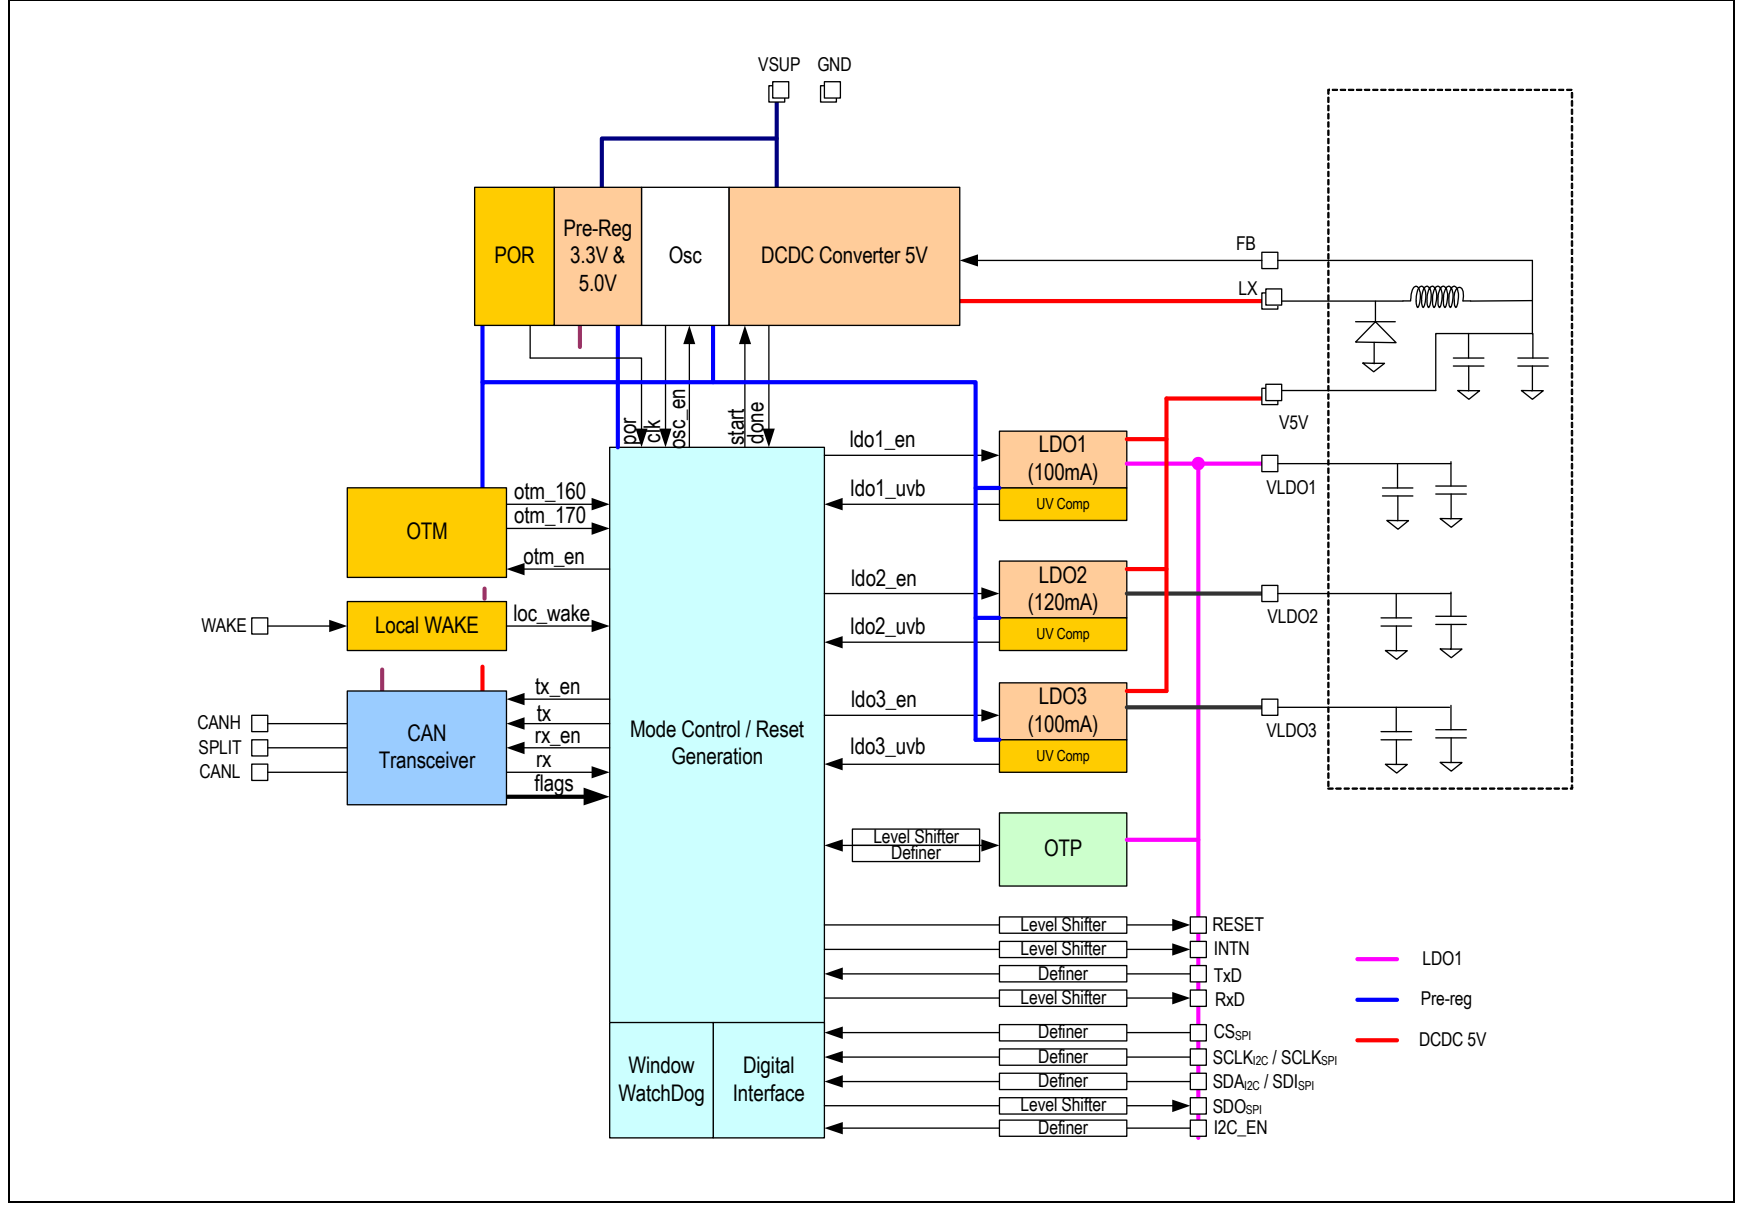 VSUP GND
POR
Pre-Reg
3.3V &
5.0V
Osc
DCDC Converter 5V
FB
LX
V5V
por
clk
osc_en
start
done
ldo1_en
ldo1_uvb
LDO1
(100mA)
UV Comp
VLDO1
OTM
otm_160
otm_170
otm_en
ldo2_en
ldo2_uvb
LDO2
(120mA)
UV Comp
VLDO2
WAKE
Local WAKE
loc_wake
ldo3_en
ldo3_uvb
LDO3
(100mA)
UV Comp
VLDO3
CANH
SPLIT
CANL
CAN
Transceiver
tx_en
tx
rx_en
rx
flags
Mode Control / Reset
Generation
Level Shifter
Definer
OTP
Level Shifter RESET
Level Shifter INTN
Definer TxD
Level Shifter RxD
Definer CSSPI
Definer SCLKI2C / SCLKSPI
Definer SDAI2C / SDISPI
Level Shifter SDOSPI
Definer I2C_EN
Window
WatchDog
Digital
Interface
LDO1
Pre-reg
DCDC 5V